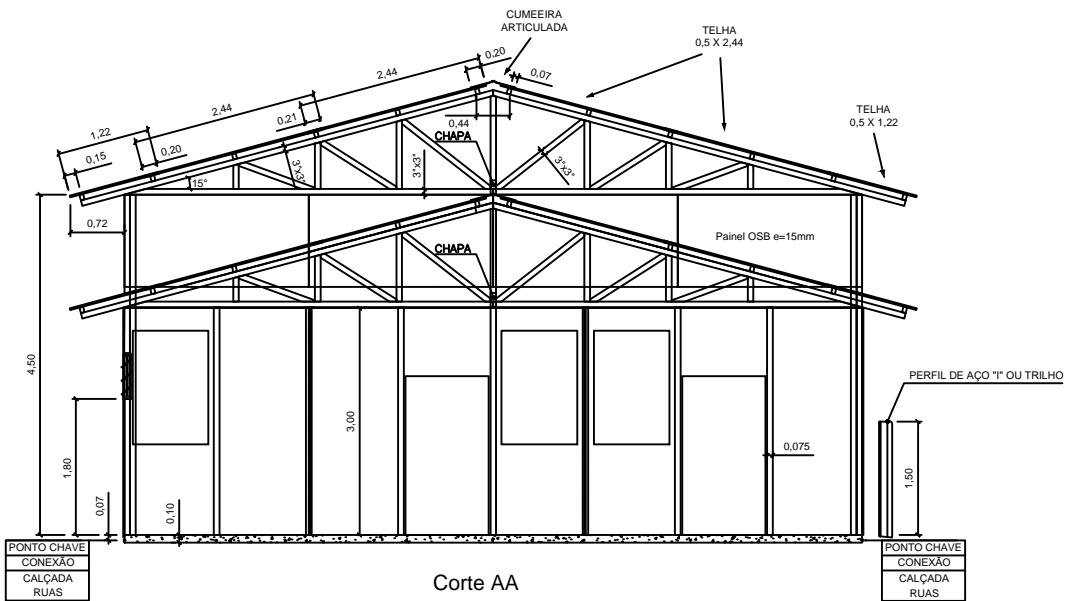 CUMEEIRA
ARTICULADA
TELHA
0,5 X 2,44
0.20
2,44
0,07
2,44
0.21
0,44
CHAPA
TELHA
0,5 X 1,22
1,22
0,15
0,20
3"x3"
3"x3"
3"x3"
15°
0,72
Painel OSB e=15mm
CHAPA
4,50
3,00
PERFIL DE AÇO "I" OU TRILHO
1,80
0,075
1,50
0,07
0,10
PONTO CHAVE
CONEXÃO
CALÇADA
RUAS
PONTO CHAVE
CONEXÃO
CALÇADA
RUAS
Corte AA